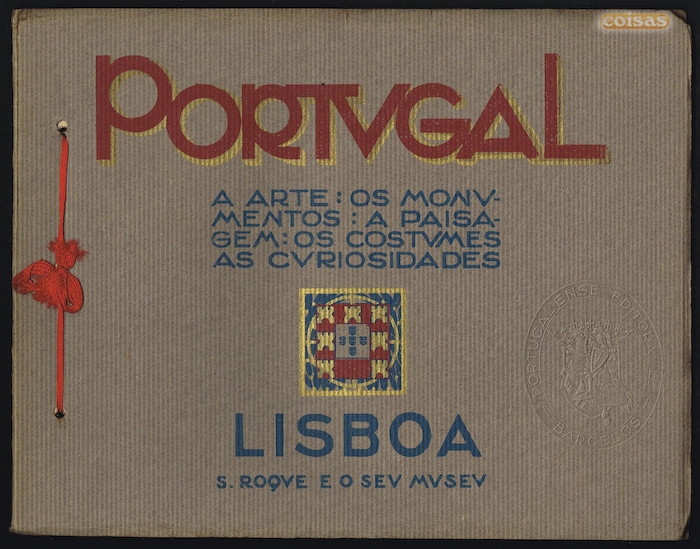 coisas
PORTVGAL
A ARTE : OS MONV-
MENTOS : A PAISA-
GEM : OS COSTVMES
AS CVRIOSIDADES
PORTUCALENSE EDITORA
BARCELOS
LISBOA
S. ROQVE E O SEV MVSEV